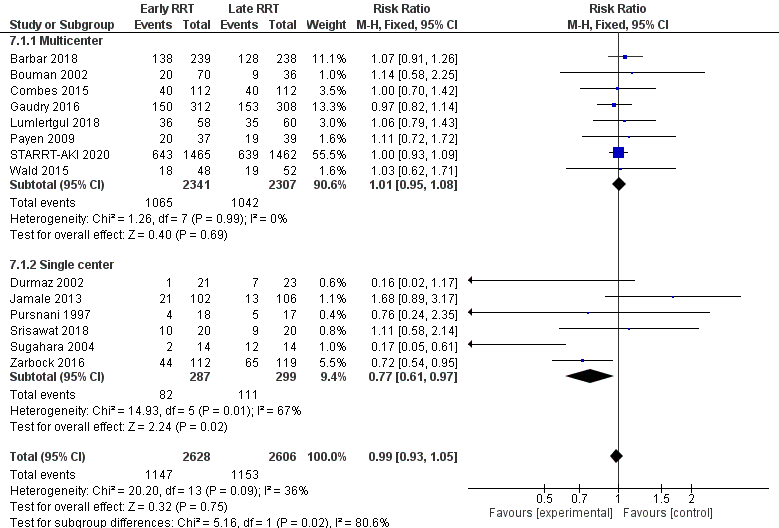 Early RRT Late RRT Risk Ratio Risk Ratio
Study or Subgroup Events Total Events Total Weight M-H, Fixed, 95% CI M-H, Fixed, 95% CI
7.1.1 Multicenter
Barbar 2018 138 239 128 238 11.1% 1.07 [0.91, 1.26]
Bouman 2002 20 70 9 36 1.0% 1.14 [0.58, 2.25]
Combes 2015 40 112 40 112 3.5% 1.00 [0.70, 1.42]
Gaudry 2016 150 312 153 308 13.3% 0.97 [0.82, 1.14]
Lumlertgul 2018 36 58 35 60 3.0% 1.06 [0.79, 1.43]
Payen 2009 20 37 19 39 1.6% 1.11 [0.72, 1.72]
STARRT-AKI 2020 643 1465 639 1462 55.5% 1.00 [0.93, 1.09]
Wald 2015 18 48 19 52 1.6% 1.03 [0.62, 1.71]
Subtotal (95% CI) 2341 2307 90.6% 1.01 [0.95, 1.08]
Total events 1065 1042
Heterogeneity: Chi² = 1.26, df = 7 (P = 0.99); I² = 0%
Test for overall effect: Z = 0.40 (P = 0.69)
7.1.2 Single center
Durmaz 2002 1 21 7 23 0.6% 0.16 [0.02, 1.17]
Jamale 2013 21 102 13 106 1.1% 1.68 [0.89, 3.17]
Pursnani 1997 4 18 5 17 0.4% 0.76 [0.24, 2.35]
Srisawat 2018 10 20 9 20 0.8% 1.11 [0.58, 2.14]
Sugahara 2004 2 14 12 14 1.0% 0.17 [0.05, 0.61]
Zarbock 2016 44 112 65 119 5.5% 0.72 [0.54, 0.95]
Subtotal (95% CI) 287 299 9.4% 0.77 [0.61, 0.97]
Total events 82 111
Heterogeneity: Chi² = 14.93, df = 5 (P = 0.01); I² = 67%
Test for overall effect: Z = 2.24 (P = 0.02)
Total (95% CI) 2628 2606 100.0% 0.99 [0.93, 1.05]
Total events 1147 1153
Heterogeneity: Chi² = 20.20, df = 13 (P = 0.09); I² = 36%
Test for overall effect: Z = 0.32 (P = 0.75)
Test for subgroup differences: Chi² = 5.16, df = 1 (P = 0.02), I² = 80.6%
0.5 0.7 1 1.5 2
Favours [experimental] Favours [control]